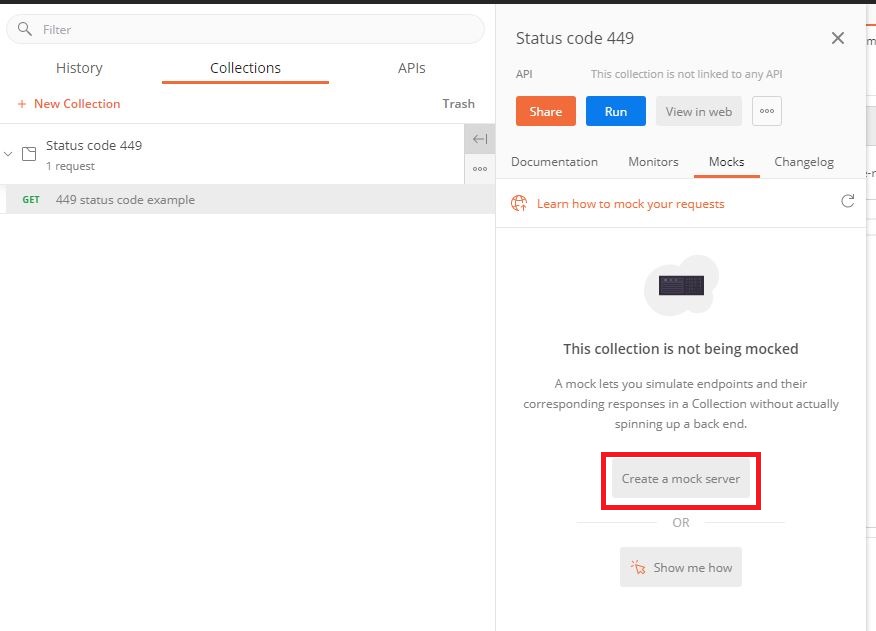 Filter
History
Collections
APIs
+ New Collection
Trash
Status code 449
1 request
GET 449 status code example
Status code 449
API
This collection is not linked to any API
Share
Run
View in web
Documentation
Monitors
Mocks
Changelog
Learn how to mock your requests
This collection is not being mocked
A mock lets you simulate endpoints and their
corresponding responses in a Collection without actually
spinning up a back end.
Create a mock server
OR
Show me how